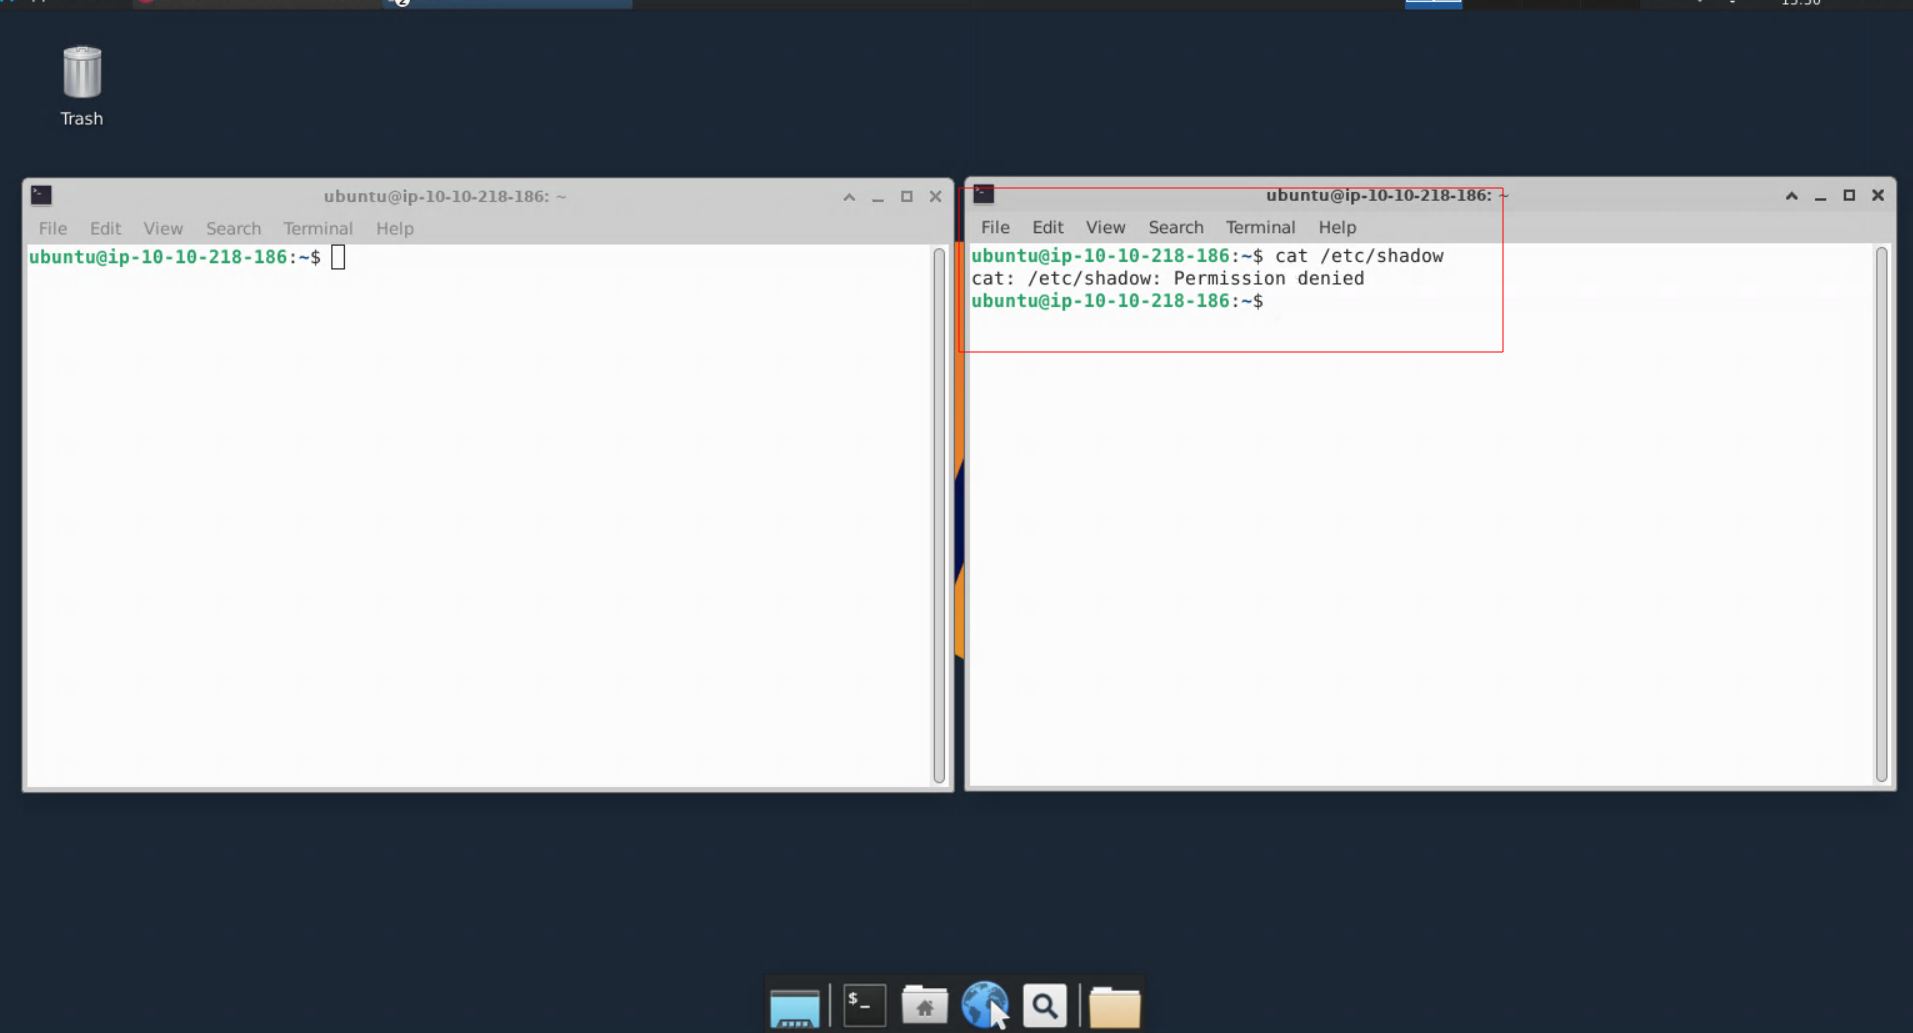 Trash
ubuntu@ip-10-10-218-186: ~
File Edit View Search Terminal Help
ubuntu@ip-10-10-218-186:~$
ubuntu@ip-10-10-218-186: ~
File Edit View Search Terminal Help
ubuntu@ip-10-10-218-186:~$ cat /etc/shadow
cat: /etc/shadow: Permission denied
ubuntu@ip-10-10-218-186:~$
$_